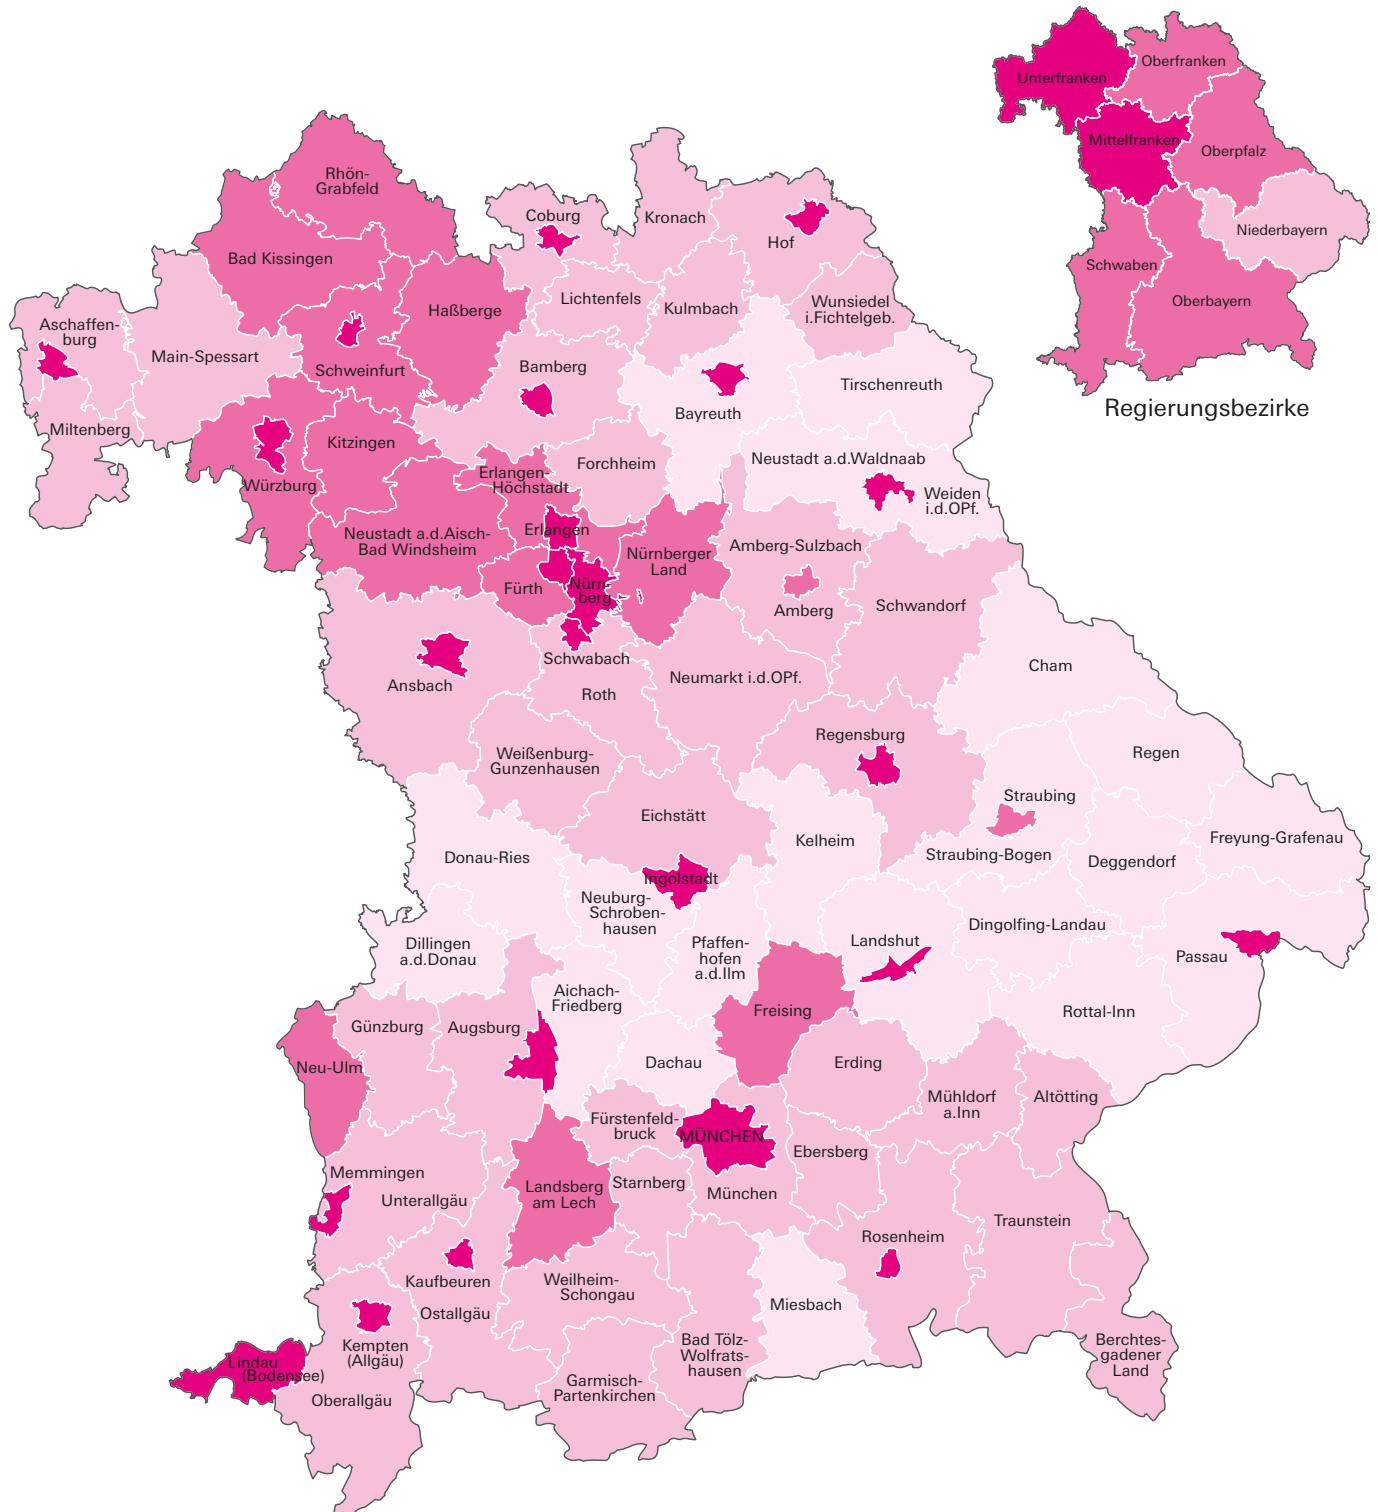 Unterfranken
Oberfranken
Mittelfranken
Oberpfalz
Niederbayern
Schwaben
Oberbayern
Regierungsbezirke
Rhön-
Grabfeld
Coburg
Kronach
Hof
Bad Kissingen
Lichtenfels
Kulmbach
Wunsiedel
i.Fichtelgeb.
Haßberge
Aschaffen-
burg
Main-Spessart
Schweinfurt
Bamberg
Tirschenreuth
Bayreuth
Miltenberg
Kitzingen
Forchheim
Neustadt a.d.Waldnaab
Würzburg
Erlangen-
Höchstadt
Weiden
i.d.OPf.
Neustadt a.d.Aisch-
Bad Windsheim
Erlangen
Nürnberger
Land
Amberg-Sulzbach
Fürth
Nürn-
berg
Amberg
Schwandorf
Schwabach
Cham
Ansbach
Roth
Neumarkt i.d.OPf.
Regensburg
Weißenburg-
Gunzenhausen
Regen
Straubing
Eichstätt
Kelheim
Freyung-Grafenau
Donau-Ries
Straubing-Bogen
Deggendorf
Ingolstadt
Neuburg-
Schroben-
hausen
Dingolfing-Landau
Dillingen
a.d.Donau
Pfaffen-
hofen
a.d.Ilm
Landshut
Passau
Aichach-
Friedberg
Freising
Rottal-Inn
Günzburg
Augsburg
Neu-Ulm
Dachau
Erding
Mühldorf
a.Inn
Altötting
Fürstenfeld-
bruck
MÜNCHEN
Ebersberg
Memmingen
Unterallgäu
Landsberg
am Lech
Starnberg
München
Traunstein
Rosenheim
Kaufbeuren
Weilheim-
Schongau
Ostallgäu
Miesbach
Kempten
(Allgäu)
Bad Tölz-
Wolfrats-
hausen
Berchtes-
gadener
Land
Lindau
(Bodensee)
Garmisch-
Partenkirchen
Oberallgäu